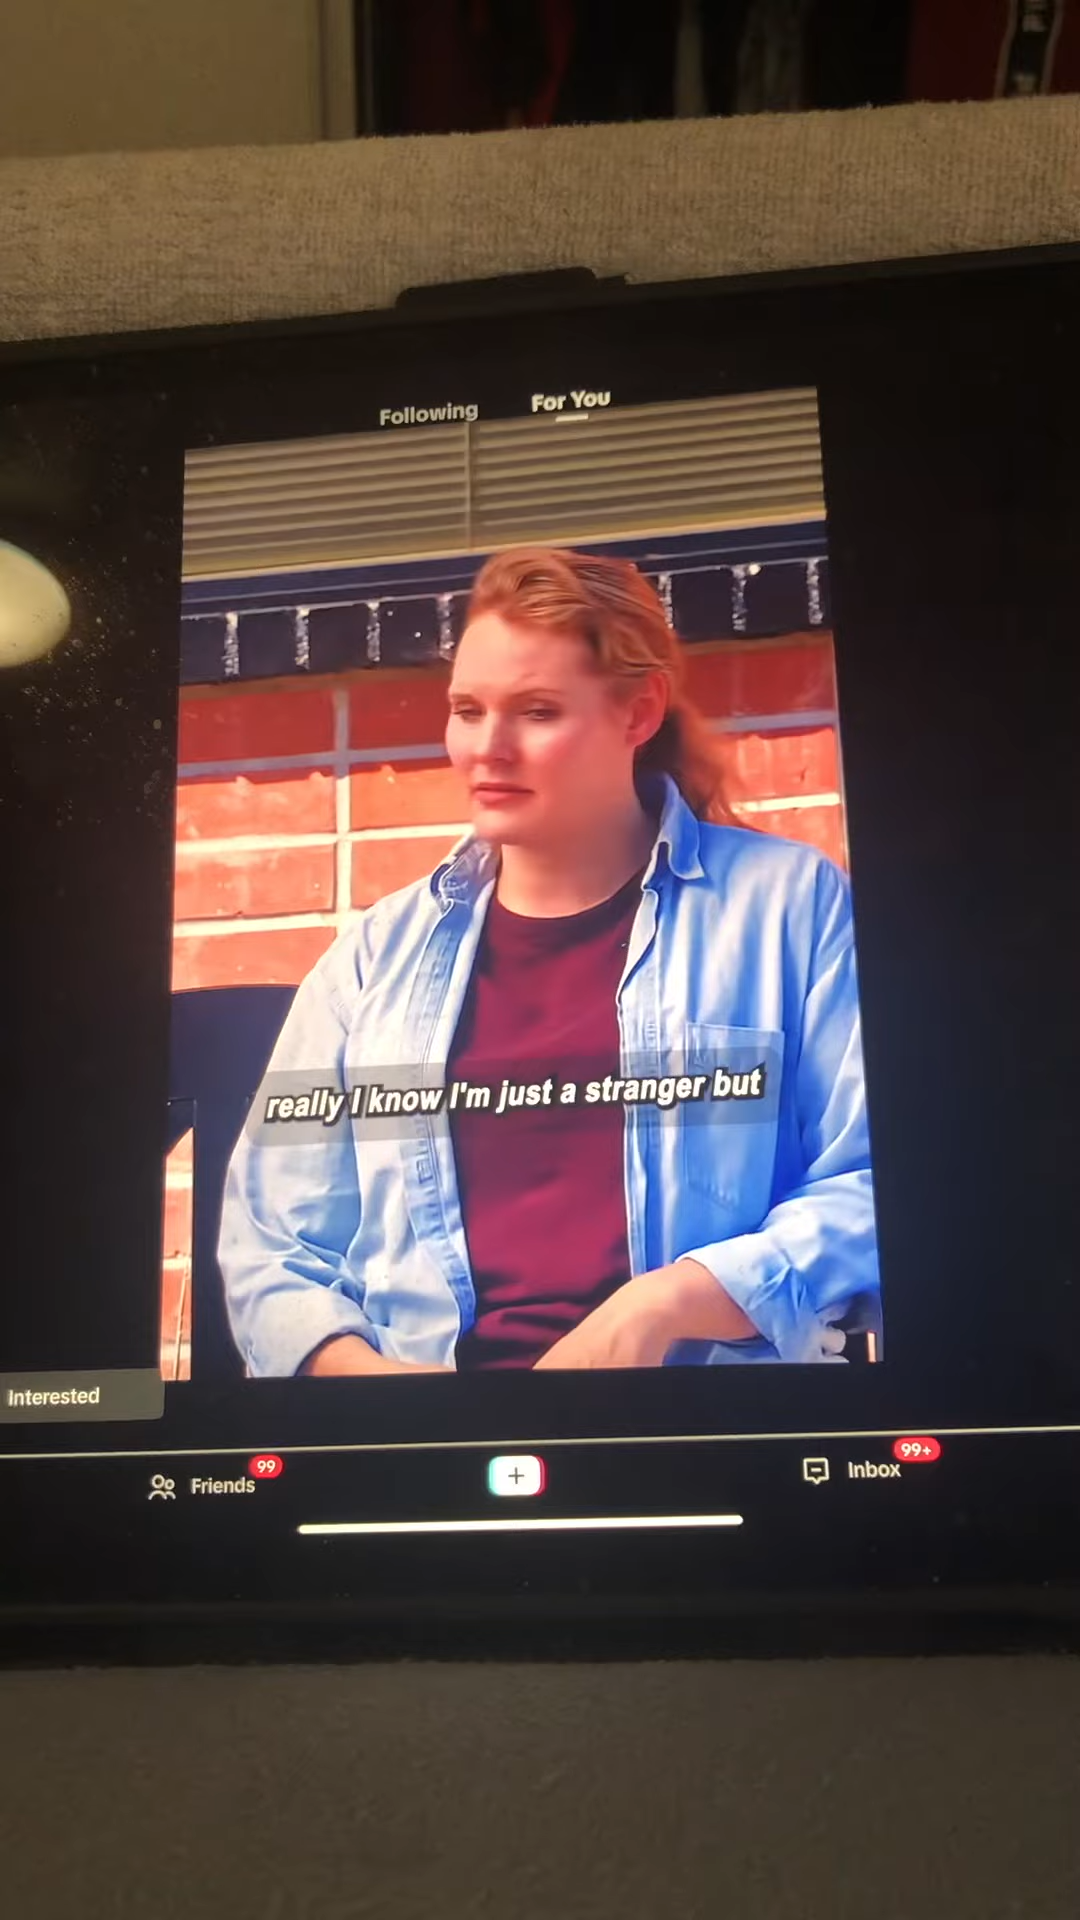 Following
For You
really I know I'm just a stranger but
Interested
Friends
99
+
Inbox
99+